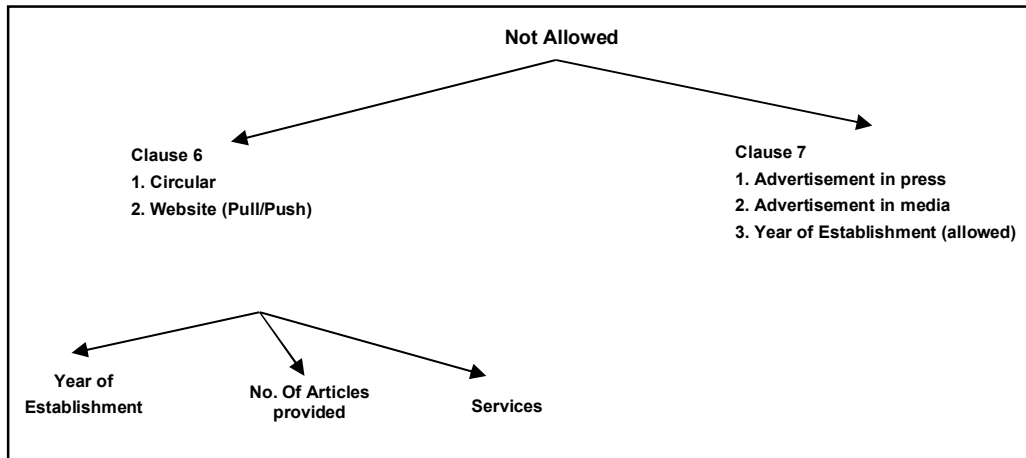 Not Allowed
Clause 6
1. Circular
2. Website (Pull/Push)
Clause 7
1. Advertisement in press
2. Advertisement in media
3. Year of Establishment (allowed)
Year of
Establishment
No. Of Articles
provided
Services